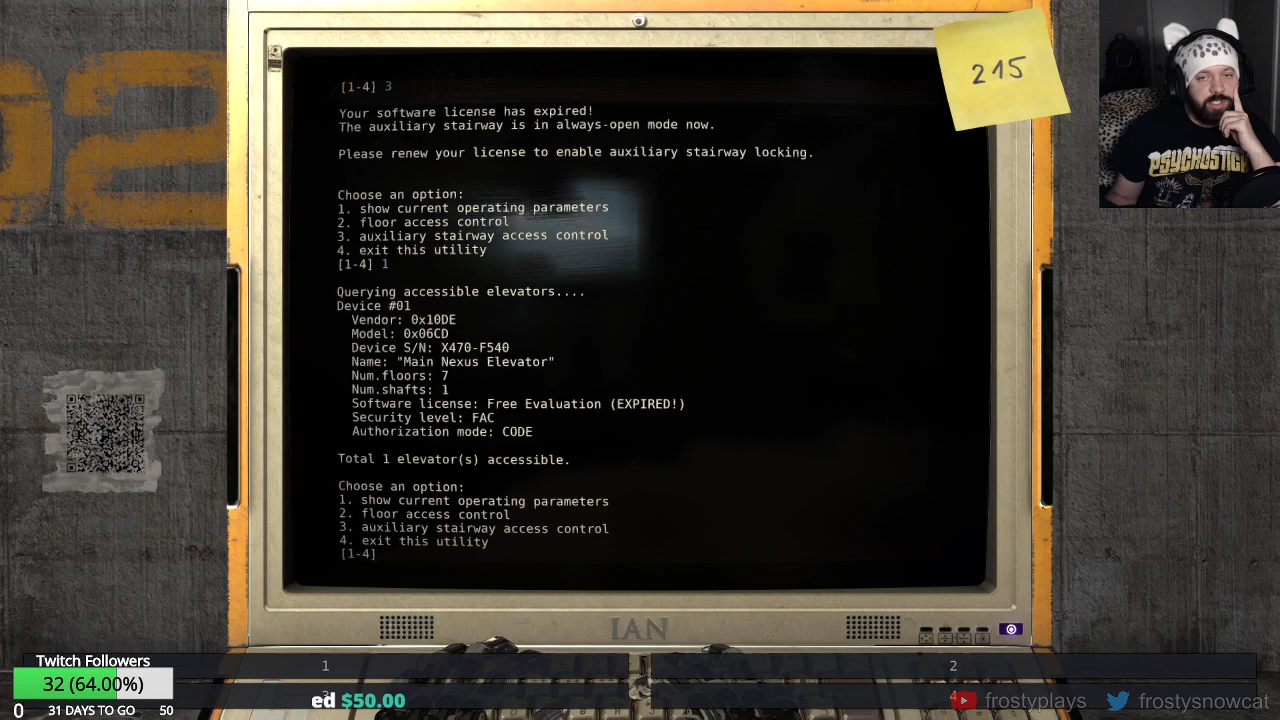 02
215
[1-4] 3
Your software license has expired!
The auxiliary stairway is in always-open mode now.
Please renew your license to enable auxiliary stairway locking.
Choose an option:
1. show current operating parameters
2. floor access control
3. auxiliary stairway access control
4. exit this utility
[1-4] 1
Querying accessible elevators....
Device #01
Vendor: 0x10DE
Model: 0x06CD
Device S/N: X470-F540
Name: "Main Nexus Elevator"
Num.floors: 7
Num.shafts: 1
Software license: Free Evaluation (EXPIRED!)
Security level: FAC
Authorization mode: CODE
Total 1 elevator(s) accessible.
Choose an option:
1. show current operating parameters
2. floor access control
3. auxiliary stairway access control
4. exit this utility
[1-4]
IAN
PSYCHOSTICK
Twitch Followers
32 (64.00%)
0 31 DAYS TO GO 50
1 2
3 4
ed $50.00
frostyplays frostysnowcat